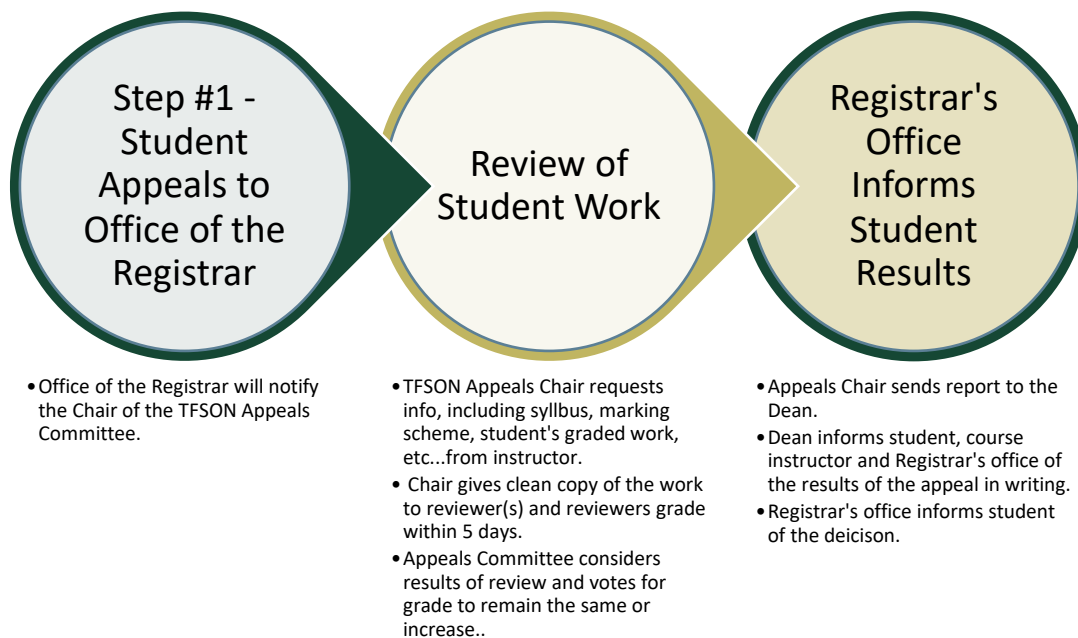 Step #1 -
Student
Appeals to
Office of the
Registrar
Review of
Student Work
Registrar's
Office
Informs
Student
Results
•Office of the Registrar will notify
the Chair of the TFSON Appeals
Committee.
•TFSON Appeals Chair requests
info, including syllbus, marking
scheme, student's graded work,
etc...from instructor.
• Chair gives clean copy of the work
to reviewer(s) and reviewers grade
within 5 days.
•Appeals Committee considers
results of review and votes for
grade to remain the same or
increase..
•Appeals Chair sends report to the
Dean.
•Dean informs student, course
instructor and Registrar's office of
the results of the appeal in writing.
•Registrar's office informs student
of the deicison.